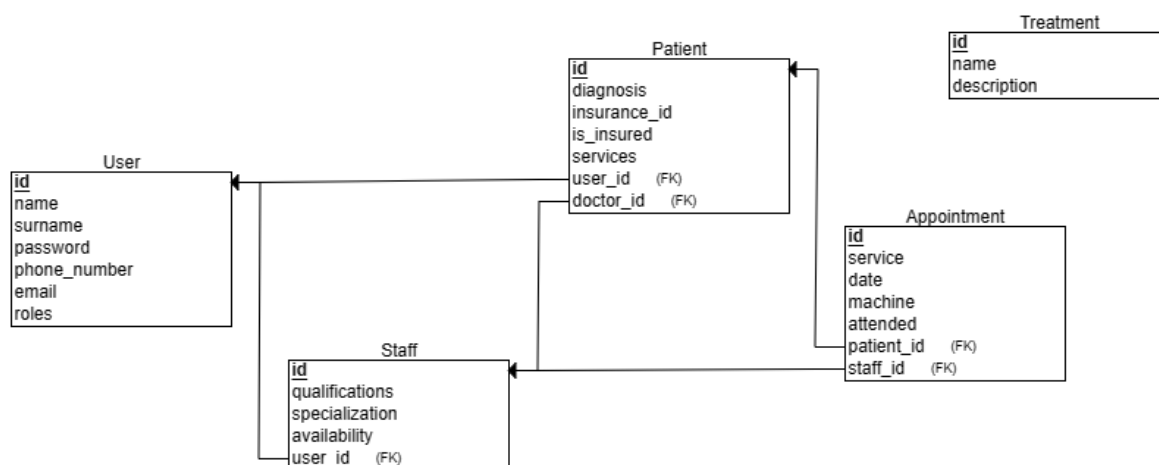 Treatment
id
name
description
Patient
id
diagnosis
insurance_id
is_insured
services
user_id (FK)
doctor_id (FK)
User
id
name
surname
password
phone_number
email
roles
Appointment
id
service
date
machine
attended
patient_id (FK)
staff_id (FK)
Staff
id
qualifications
specialization
availability
user_id (FK)